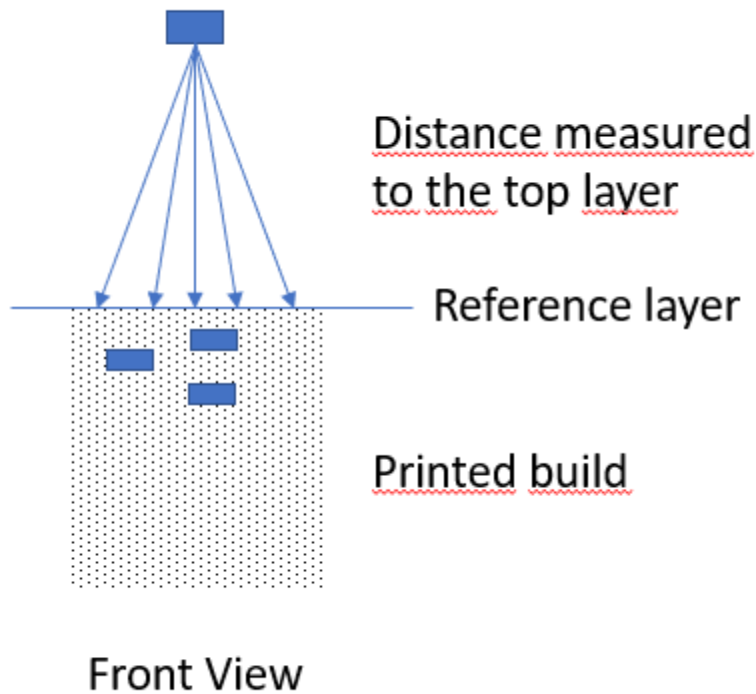 Distance measured
to the top layer
Reference layer
Printed build
Front View